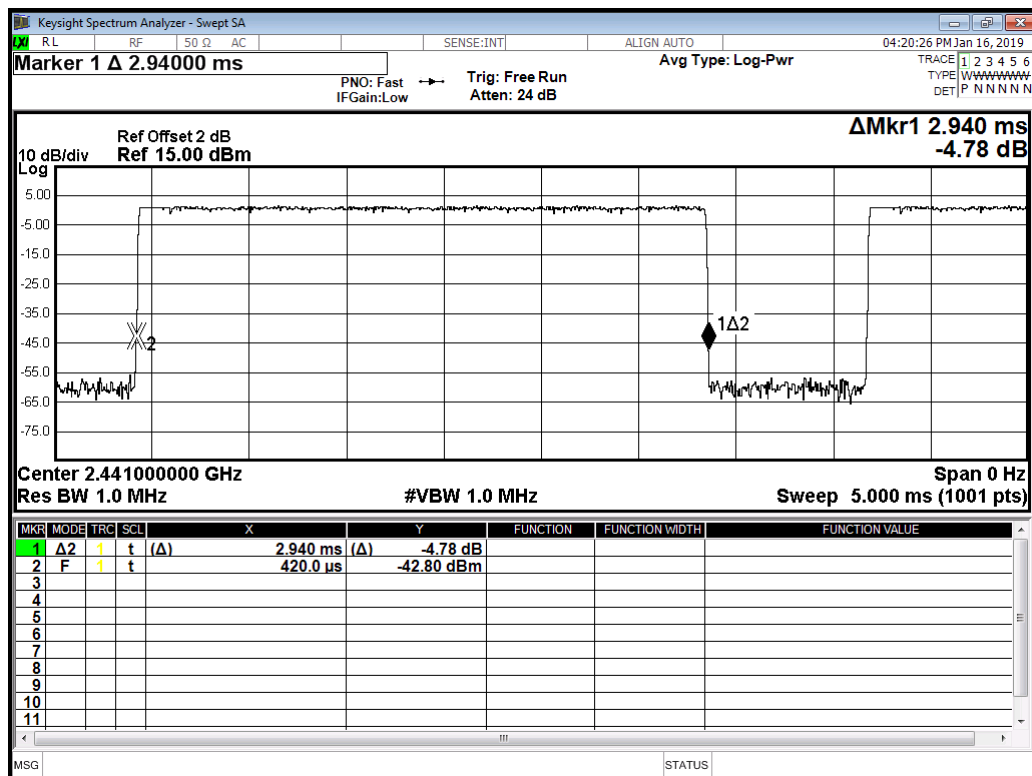 Keysight Spectrum Analyzer - Swept SA
LXI RL RF 50 Ω AC SENSE:INT ALIGN AUTO 04:20:26 PM Jan 16, 2019
Marker 1 Δ 2.94000 ms
PNO: Fast
IFGain:Low
Trig: Free Run
Atten: 24 dB
Avg Type: Log-Pwr
TRACE 1 2 3 4 5 6
TYPE WWWWWW
DET P N N N N N
ΔMkr1 2.940 ms
-4.78 dB
Ref Offset 2 dB
10 dB/div Ref 15.00 dBm
Log
5.00
-5.00
-15.0
-25.0
-35.0
-45.0
-55.0
-65.0
-75.0
2
1Δ2
Center 2.441000000 GHz Span 0 Hz
Res BW 1.0 MHz #VBW 1.0 MHz Sweep 5.000 ms (1001 pts)
MKR MODE TRC SCL X Y FUNCTION FUNCTION WIDTH FUNCTION VALUE
1 Δ2 1 t (Δ) 2.940 ms (Δ) -4.78 dB
2 F 1 t 420.0 µs -42.80 dBm
3
4
5
6
7
8
9
10
11
MSG STATUS